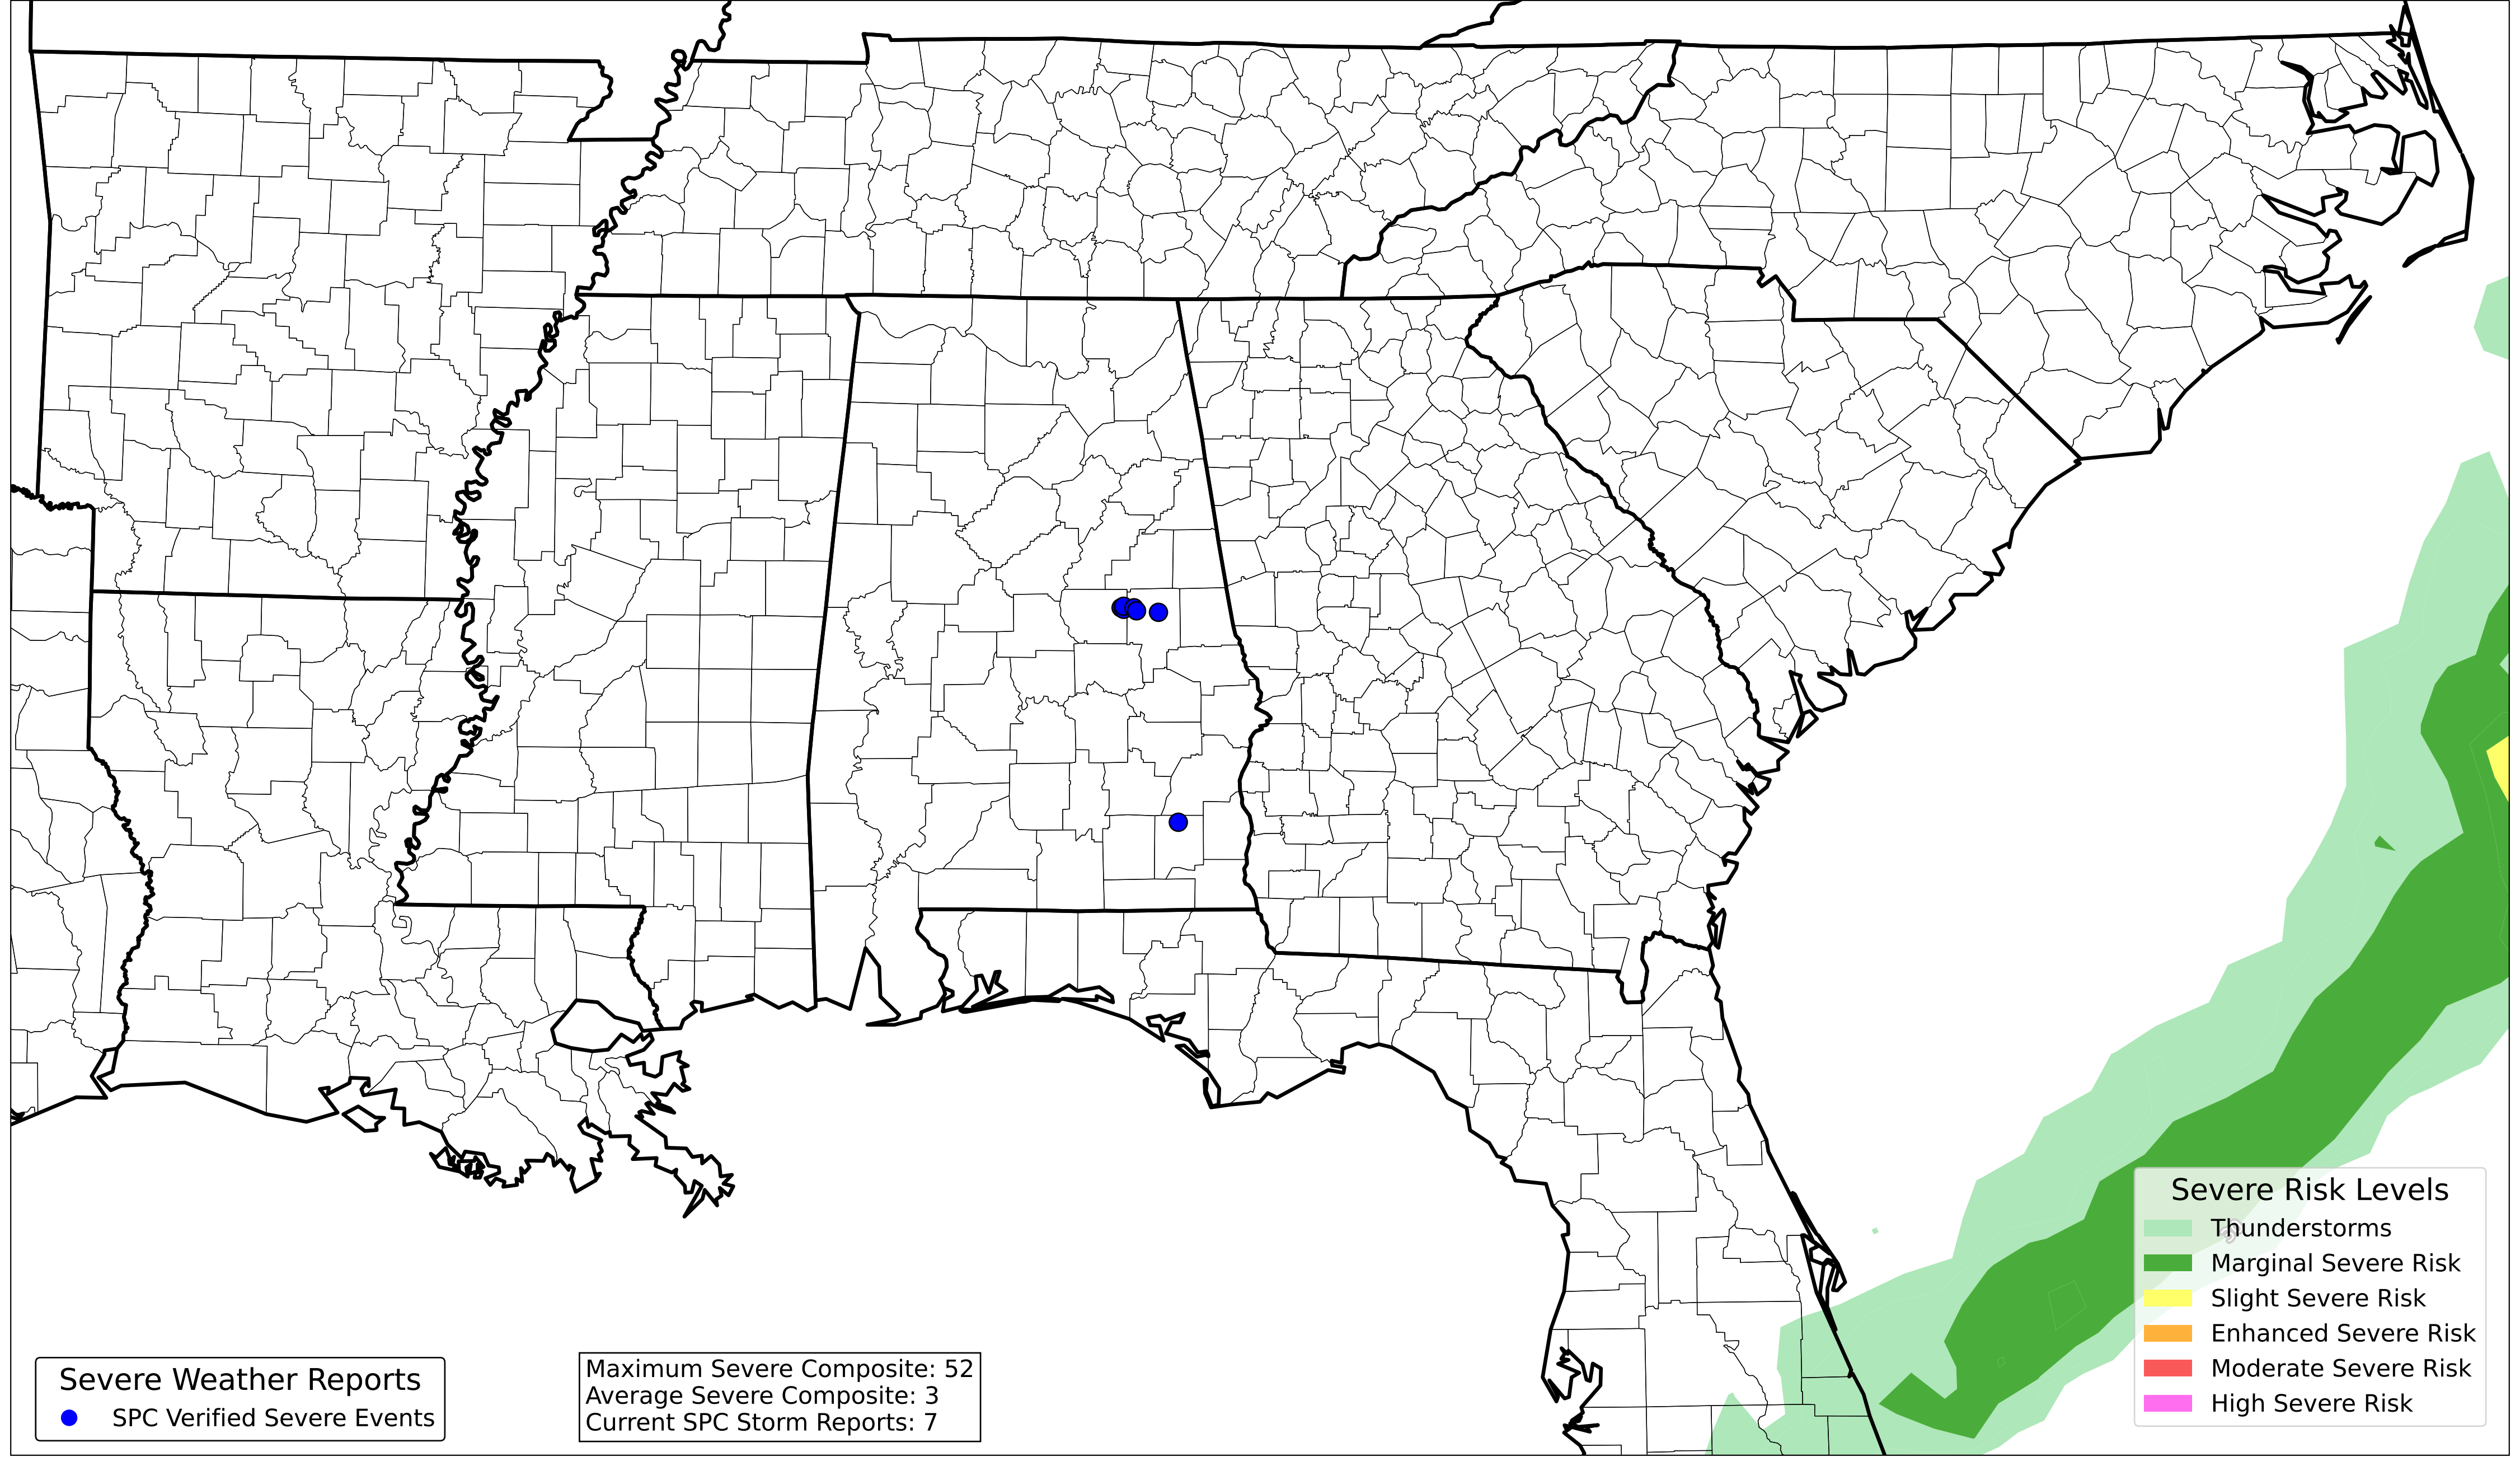 Severe Weather Reports
SPC Verified Severe Events
Maximum Severe Composite: 52
Average Severe Composite: 3
Current SPC Storm Reports: 7
Severe Risk Levels
Thunderstorms
Marginal Severe Risk
Slight Severe Risk
Enhanced Severe Risk
Moderate Severe Risk
High Severe Risk